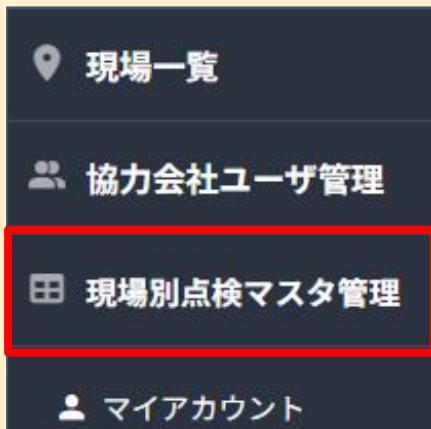 現場一覧
協力会社ユーザ管理
現場別点検マスタ管理
マイアカウント